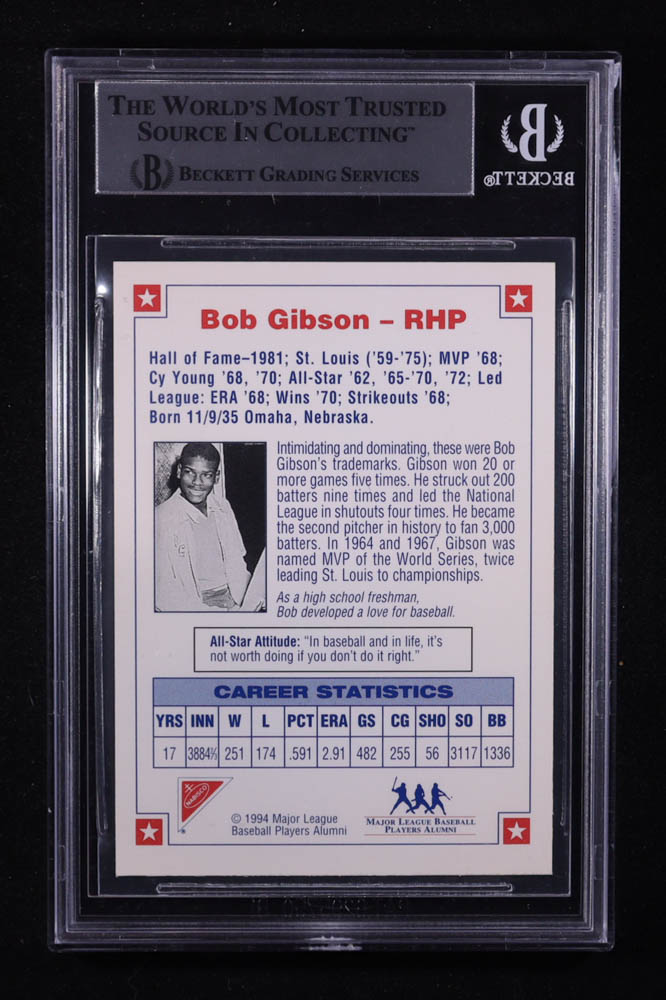 THE WORLD'S MOST TRUSTED
SOURCE IN COLLECTING™
B BECKETT GRADING SERVICES
B
BECKETT®
Bob Gibson – RHP
Hall of Fame–1981; St. Louis ('59-'75); MVP '68;
Cy Young '68, '70; All-Star '62, '65-'70, '72; Led
League: ERA '68; Wins '70; Strikeouts '68;
Born 11/9/35 Omaha, Nebraska.
Intimidating and dominating, these were Bob
Gibson's trademarks. Gibson won 20 or
more games five times. He struck out 200
batters nine times and led the National
League in shutouts four times. He became
the second pitcher in history to fan 3,000
batters. In 1964 and 1967, Gibson was
named MVP of the World Series, twice
leading St. Louis to championships.
As a high school freshman,
Bob developed a love for baseball.
All-Star Attitude: "In baseball and in life, it's
not worth doing if you don't do it right."
CAREER STATISTICS
YRS INN W L PCT ERA GS CG SHO SO BB
17 3884⅓ 251 174 .591 2.91 482 255 56 3117 1336
NABISCO
®
© 1994 Major League
Baseball Players Alumni
MAJOR LEAGUE BASEBALL
PLAYERS ALUMNI